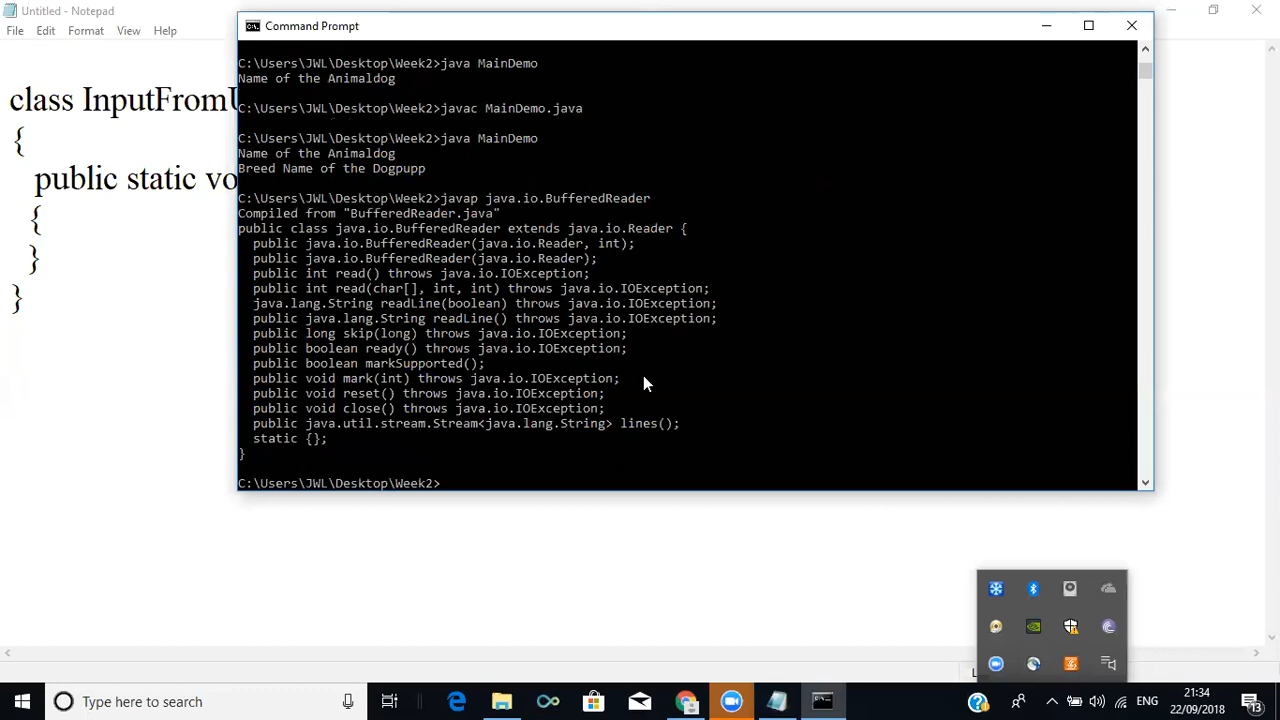 Untitled - Notepad
File Edit Format View Help
class InputFromU
{
public static vo
{
}
}
Command Prompt
C:\Users\JWL\Desktop\Week2>java MainDemo
Name of the Animaldog
C:\Users\JWL\Desktop\Week2>javac MainDemo.java
C:\Users\JWL\Desktop\Week2>java MainDemo
Name of the Animaldog
Breed Name of the Dogpupp
C:\Users\JWL\Desktop\Week2>javap java.io.BufferedReader
Compiled from "BufferedReader.java"
public class java.io.BufferedReader extends java.io.Reader {
public java.io.BufferedReader(java.io.Reader, int);
public java.io.BufferedReader(java.io.Reader);
public int read() throws java.io.IOException;
public int read(char[], int, int) throws java.io.IOException;
java.lang.String readLine(boolean) throws java.io.IOException;
public java.lang.String readLine() throws java.io.IOException;
public long skip(long) throws java.io.IOException;
public boolean ready() throws java.io.IOException;
public boolean markSupported();
public void mark(int) throws java.io.IOException;
public void reset() throws java.io.IOException;
public void close() throws java.io.IOException;
public java.util.stream.Stream<java.lang.String> lines();
static {};
}
C:\Users\JWL\Desktop\Week2>
Type here to search
ENG
21:34
22/09/2018
13